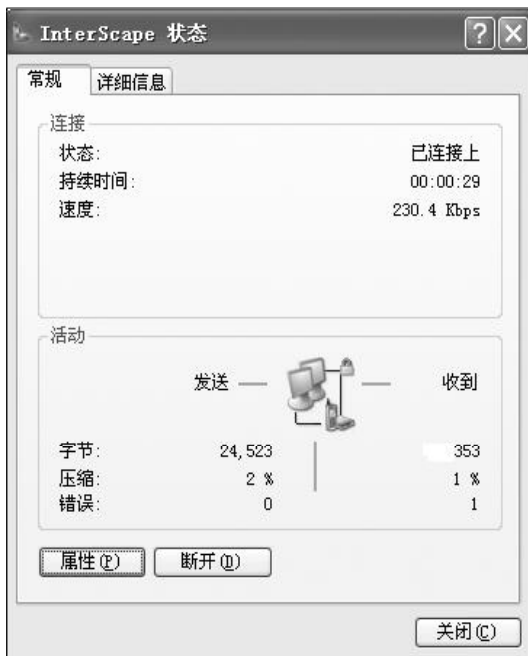 InterScape 状态
常规 详细信息
连接
状态: 已连接上
持续时间: 00:00:29
速度: 230.4 Kbps
活动
发送 收到
字节: 24,523 353
压缩: 2 % 1 %
错误: 0 1
属性(P) 断开(D)
关闭(C)